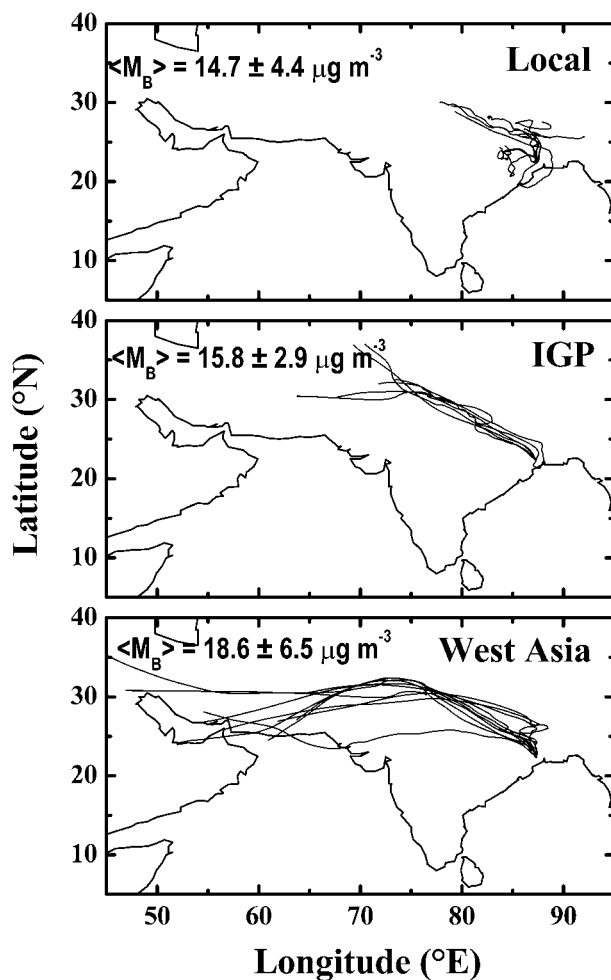 40
<M_B> = 14.7 ± 4.4 μg m⁻³ Local
30
20
10
40
<M_B> = 15.8 ± 2.9 μg m⁻³ IGP
30
20
10
40
<M_B> = 18.6 ± 6.5 μg m⁻³ West Asia
30
20
10
Latitude (°N)
50 60 70 80 90
Longitude (°E)